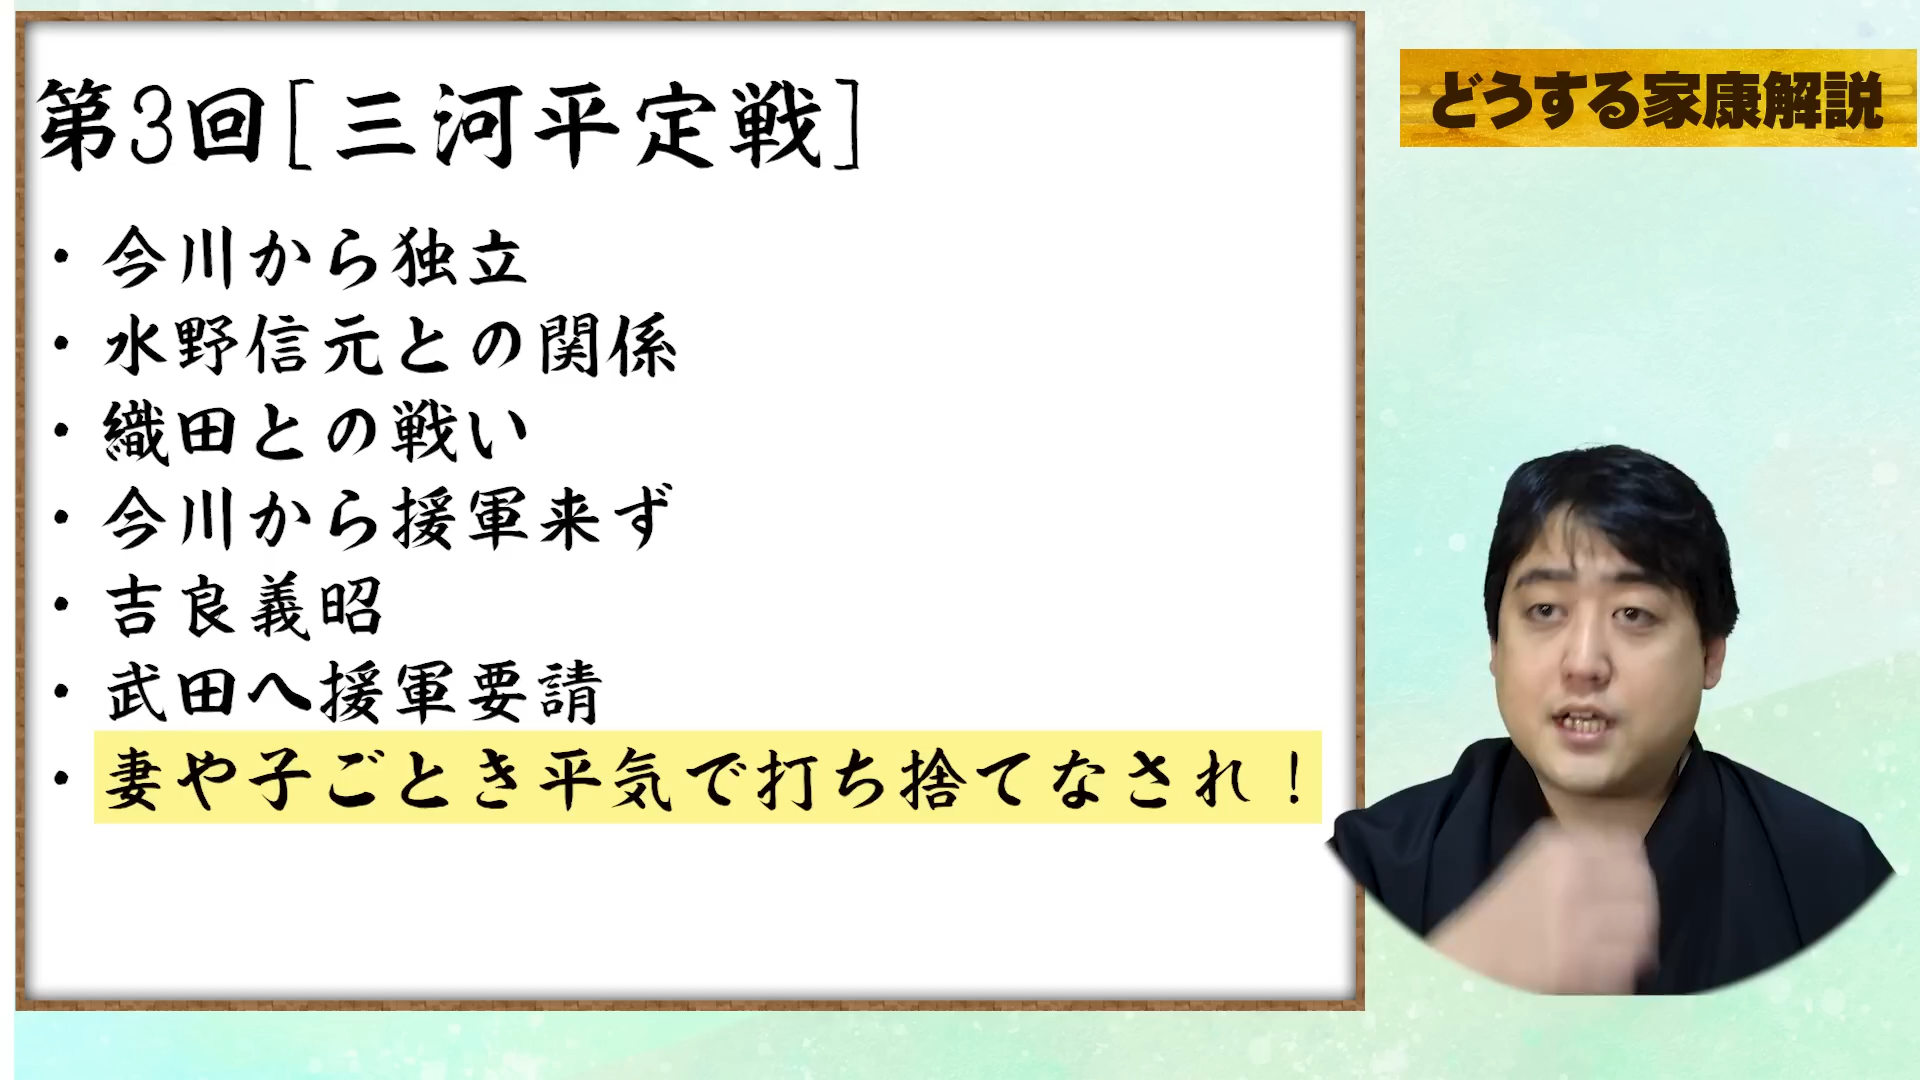 第3回[三河平定戦]
・今川から独立
・水野信元との関係
・織田との戦い
・今川から援軍来ず
・吉良義昭
・武田へ援軍要請
・妻や子ごとき平気で打ち捨てなされ！
どうする家康解説